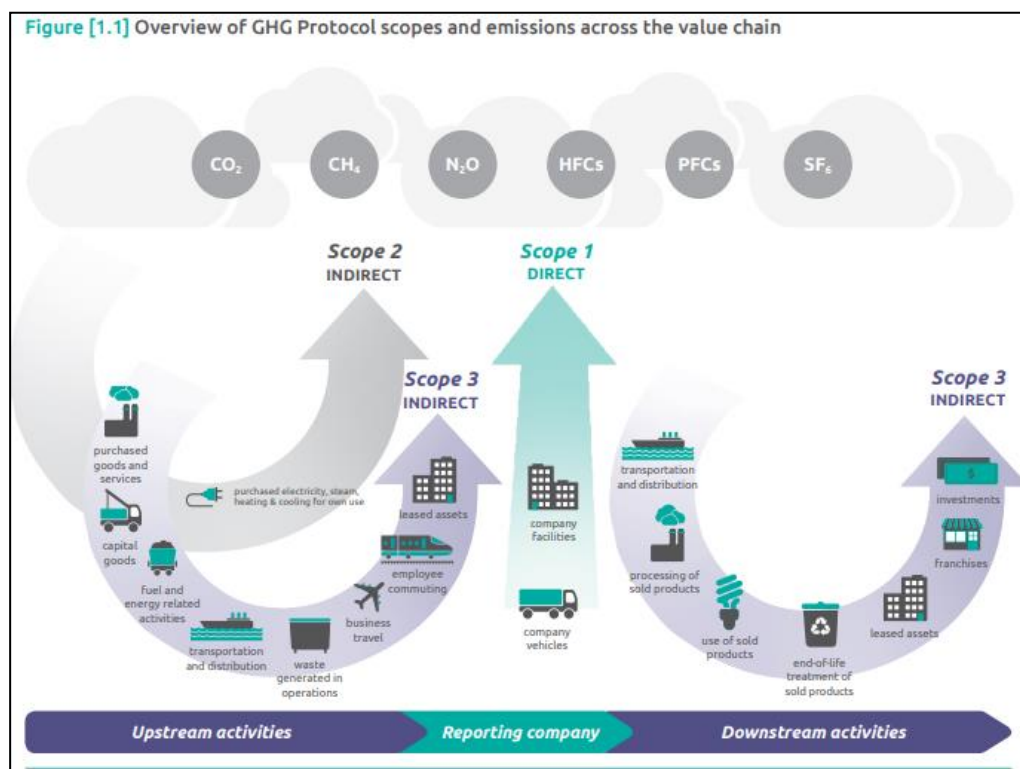 Figure [1.1] Overview of GHG Protocol scopes and emissions across the value chain
CO₂
CH₄
N₂O
HFCs
PFCs
SF₆
Scope 2
INDIRECT
Scope 1
DIRECT
Scope 3
INDIRECT
Scope 3
INDIRECT
purchased
goods and
services
capital
goods
fuel and
energy related
activities
purchased electricity, steam,
heating & cooling for own use
transportation
and distribution
waste
generated in
operations
business
travel
employee
commuting
leased assets
company
facilities
company
vehicles
transportation
and distribution
processing of
sold products
use of sold
products
end-of-life
treatment of
sold products
leased assets
franchises
investments
$
Upstream activities
Reporting company
Downstream activities